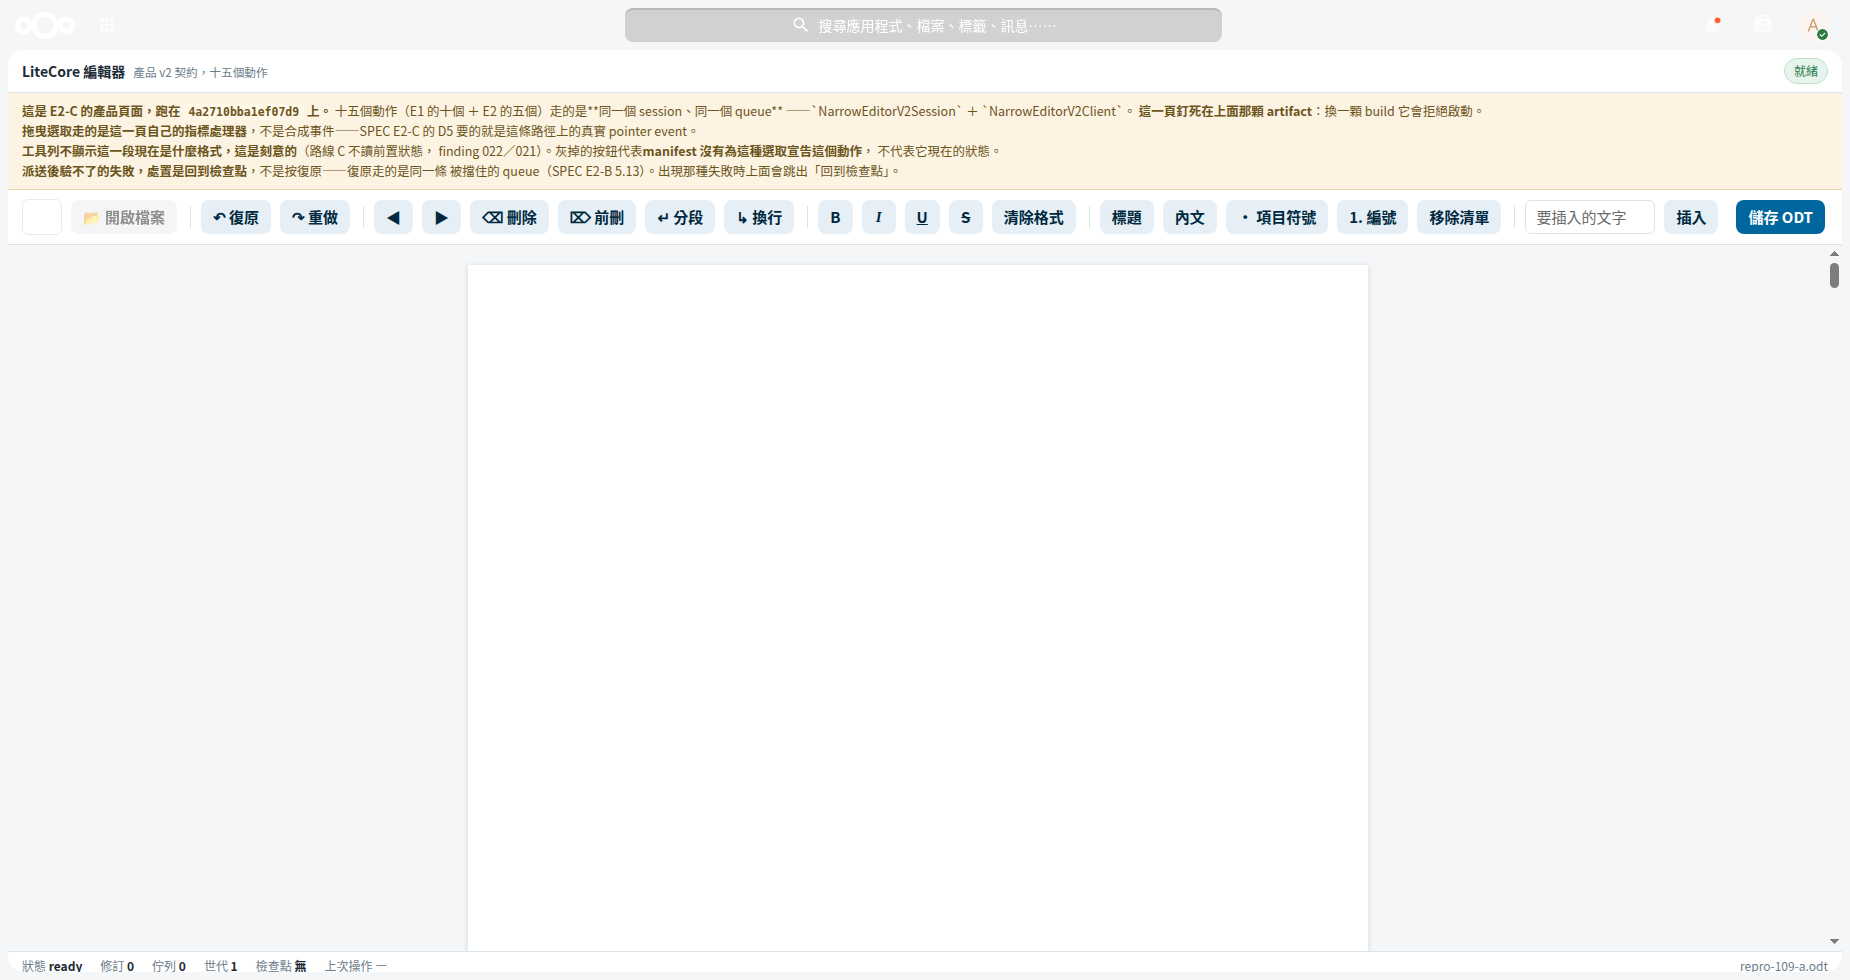 搜尋應用程式、檔案、標籤、訊息……
A
LiteCore 編輯器 產品 v2 契約，十五個動作
就緒
這是 E2-C 的產品頁面，跑在 4a2710bba1ef07d9 上。 十五個動作（E1 的十個 ＋ E2 的五個）走的是**同一個 session、同一個 queue** ——`NarrowEditorV2Session` ＋ `NarrowEditorV2Client`。 這一頁釘死在上面那顆 artifact：換一顆 build 它會拒絕啟動。
拖曳選取走的是這一頁自己的指標處理器，不是合成事件——SPEC E2-C 的 D5 要的就是這條路徑上的真實 pointer event。
工具列不顯示這一段現在是什麼格式，這是刻意的（路線 C 不讀前置狀態， finding 022／021）。灰掉的按鈕代表manifest 沒有為這種選取宣告這個動作， 不代表它現在的狀態。
派送後驗不了的失敗，處置是回到檢查點，不是按復原——復原走的是同一條 被擋住的 queue（SPEC E2-B 5.13）。出現那種失敗時上面會跳出「回到檢查點」。
📂 開啟檔案 ↶ 復原 ↷ 重做 ◀ ▶ ⌫ 刪除 ⌦ 前刪 ↵ 分段 ↳ 換行 B I U S 清除格式 標題 內文 • 項目符號 1. 編號 移除清單 要插入的文字 插入 儲存 ODT
狀態 ready 修訂 0 佇列 0 世代 1 檢查點 無 上次操作 — repro-109-a.odt